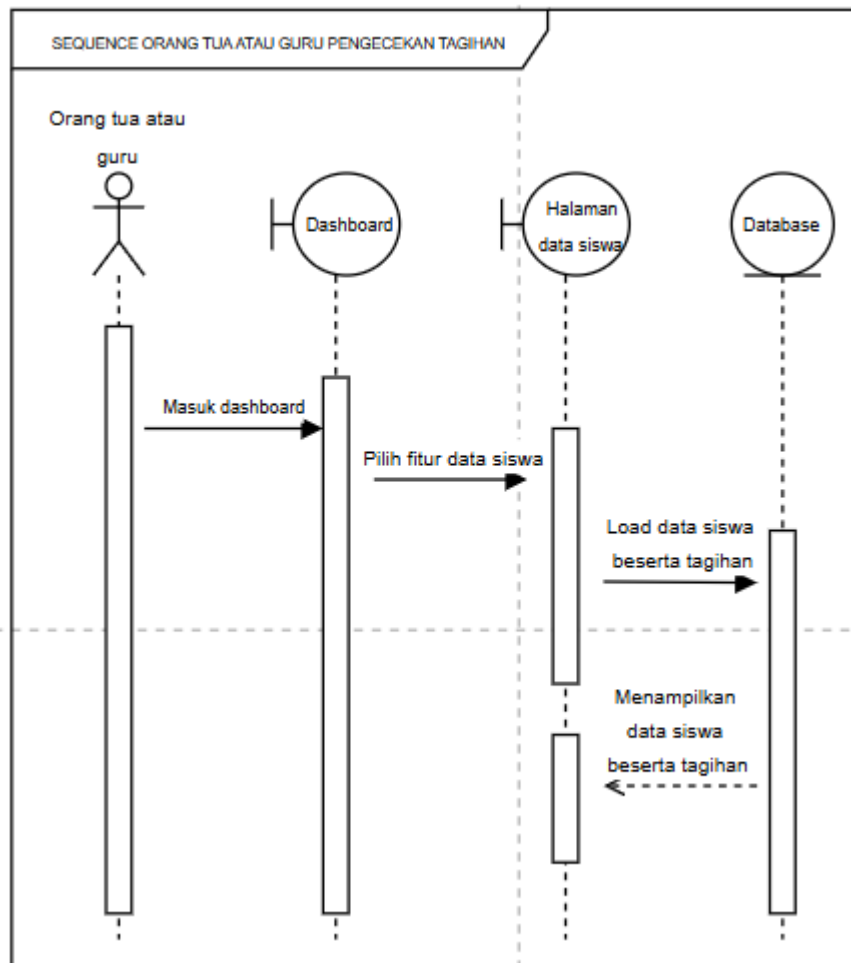 SEQUENCE ORANG TUA ATAU GURU PENGECEKAN TAGIHAN
Orang tua atau
guru
Dashboard
Halaman
data siswa
Database
Masuk dashboard
Pilih fitur data siswa
Load data siswa
beserta tagihan
Menampilkan
data siswa
beserta tagihan